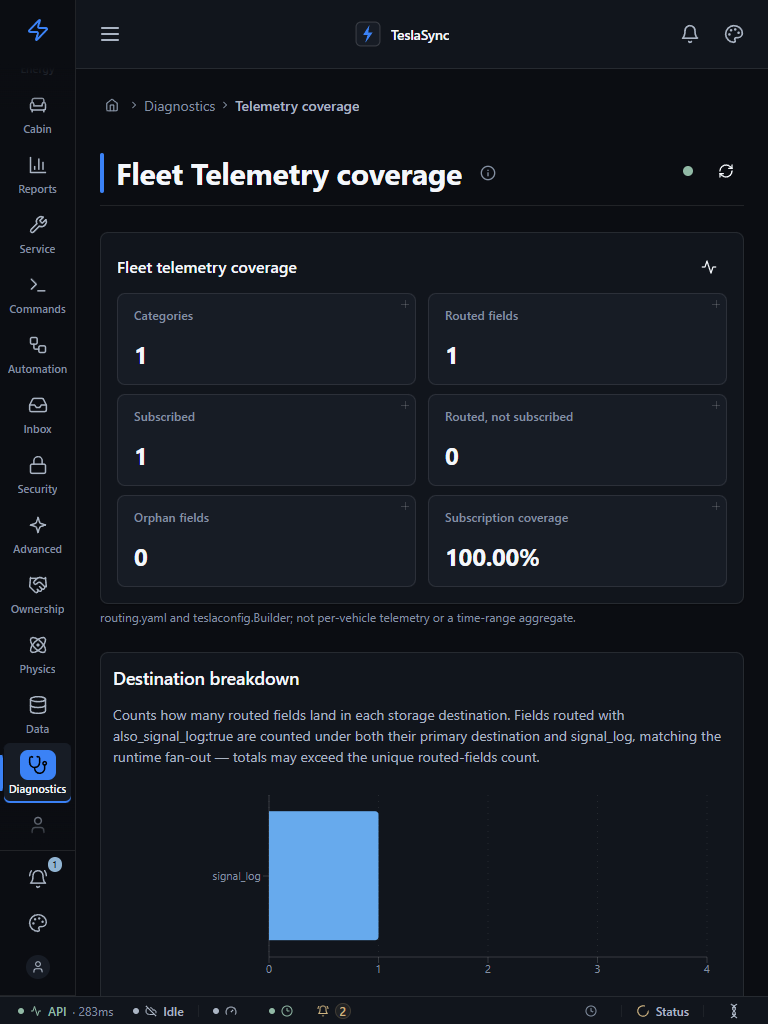 TeslaSync
Energy
Cabin
Reports
Service
Commands
Automation
Inbox
Security
Advanced
Ownership
Physics
Data
Diagnostics
1
Diagnostics
Telemetry coverage
Fleet Telemetry coverage
Fleet telemetry coverage
Categories
1
Routed fields
1
Subscribed
1
Routed, not subscribed
0
Orphan fields
0
Subscription coverage
100.00%
routing.yaml and teslaconfig.Builder; not per-vehicle telemetry or a time-range aggregate.
Destination breakdown
Counts how many routed fields land in each storage destination. Fields routed with
also_signal_log:true are counted under both their primary destination and signal_log, matching the
runtime fan-out — totals may exceed the unique routed-fields count.
signal_log
0 1 2 3 4
API · 283ms
Idle
2
Status